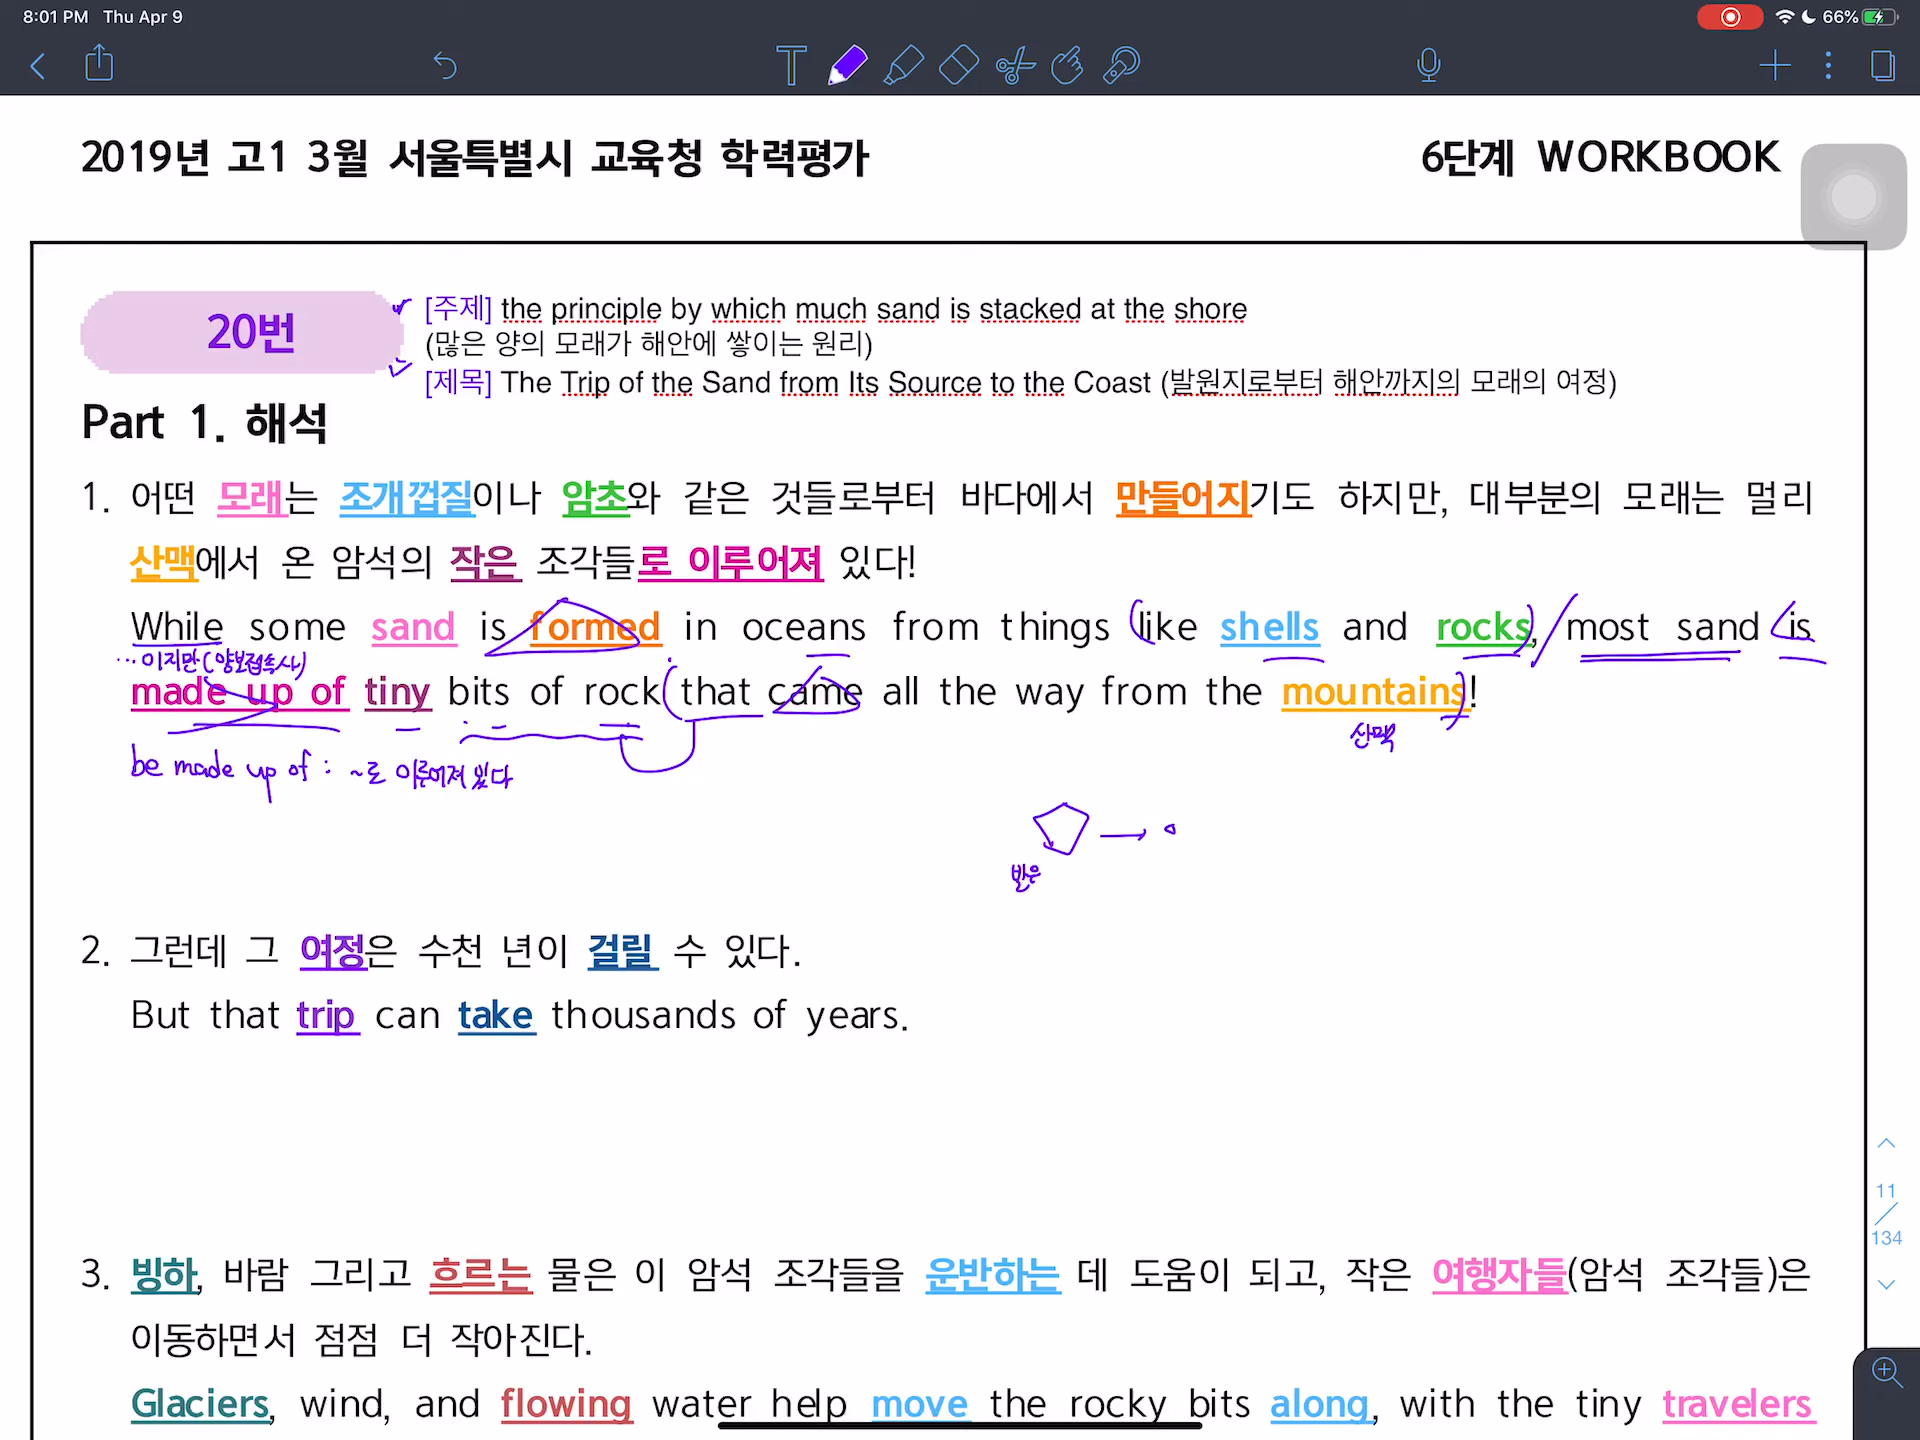 8:01 PM Thu Apr 9
66%
2019년 고1 3월 서울특별시 교육청 학력평가
6단계 WORKBOOK
20번
[주제] the principle by which much sand is stacked at the shore
(많은 양의 모래가 해안에 쌓이는 원리)
[제목] The Trip of the Sand from Its Source to the Coast (발원지로부터 해안까지의 모래의 여정)
Part 1. 해석
1. 어떤 모래는 조개껍질이나 암초와 같은 것들로부터 바다에서 만들어지기도 하지만, 대부분의 모래는 멀리
산맥에서 온 암석의 작은 조각들로 이루어져 있다!
While some sand is formed in oceans from things (like shells and rocks), most sand is
…이지만(양보접속사)
made up of tiny bits of rock (that came all the way from the mountains)!
산맥
be made up of : ~로 이루어져 있다
2. 그런데 그 여정은 수천 년이 걸릴 수 있다.
But that trip can take thousands of years.
11
134
3. 빙하, 바람 그리고 흐르는 물은 이 암석 조각들을 운반하는 데 도움이 되고, 작은 여행자들(암석 조각들)은
이동하면서 점점 더 작아진다.
Glaciers, wind, and flowing water help move the rocky bits along, with the tiny travelers